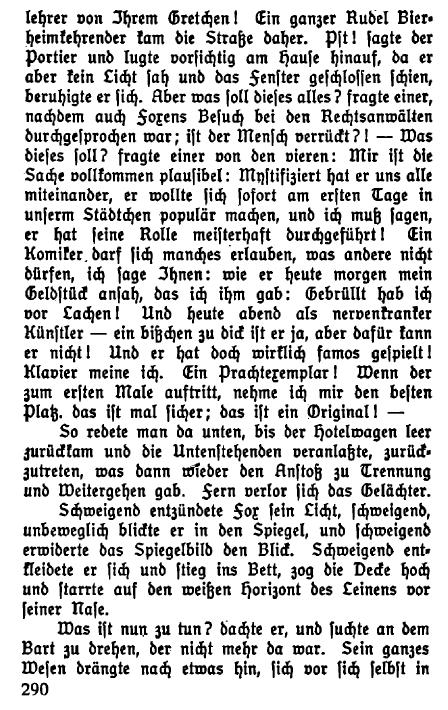 lehrer von Ihrem Gretchen! Ein ganzer Rudel Bier-
heimkehrender kam die Straße daher. Pst! sagte der
Portier und lugte vorsichtig am Hause hinauf, da er
aber kein Licht sah und das Fenster geschlossen schien,
beruhigte er sich. Aber was soll dieses alles? fragte einer,
nachdem auch Foxens Besuch bei den Rechtsanwälten
durchgesprochen war; ist der Mensch verrückt?! — Was
dieses soll? fragte einer von den vieren: Mir ist die
Sache vollkommen plausibel: Mystifiziert hat er uns alle
miteinander, er wollte sich sofort am ersten Tage in
unserm Städtchen populär machen, und ich muß sagen,
er hat seine Rolle meisterhaft durchgeführt! Ein
Komiker darf sich manches erlauben, was andere nicht
dürfen, ich sage Ihnen: wie er heute morgen mein
Geldstück ansah, das ich ihm gab: Gebrüllt hab ich
vor Lachen! Und heute abend als nervenkranker
Künstler — ein bißchen zu dick ist er ja, aber dafür kann
er nicht! Und er hat doch wirklich famos gespielt!
Klavier meine ich. Ein Prachtexemplar! Wenn der
zum ersten Male auftritt, nehme ich mir den besten
Platz. das ist mal sicher; das ist ein Original! —
So redete man da unten, bis der Hotelwagen leer
zurückkam und die Untenstehenden veranlaßte, zurück-
zutreten, was dann wieder den Anstoß zu Trennung
und Weitergehen gab. Fern verlor sich das Gelächter.
Schweigend entzündete Fox sein Licht, schweigend,
unbeweglich blickte er in den Spiegel, und schweigend
erwiderte das Spiegelbild den Blick. Schweigend ent-
kleidete er sich und stieg ins Bett, zog die Decke hoch
und starrte auf den weißen Horizont des Leinens vor
seiner Nase.
Was ist nun zu tun? dachte er, und suchte an dem
Bart zu drehen, der nicht mehr da war. Sein ganzes
Wesen drängte nach etwas hin, sich vor sich selbst in
290